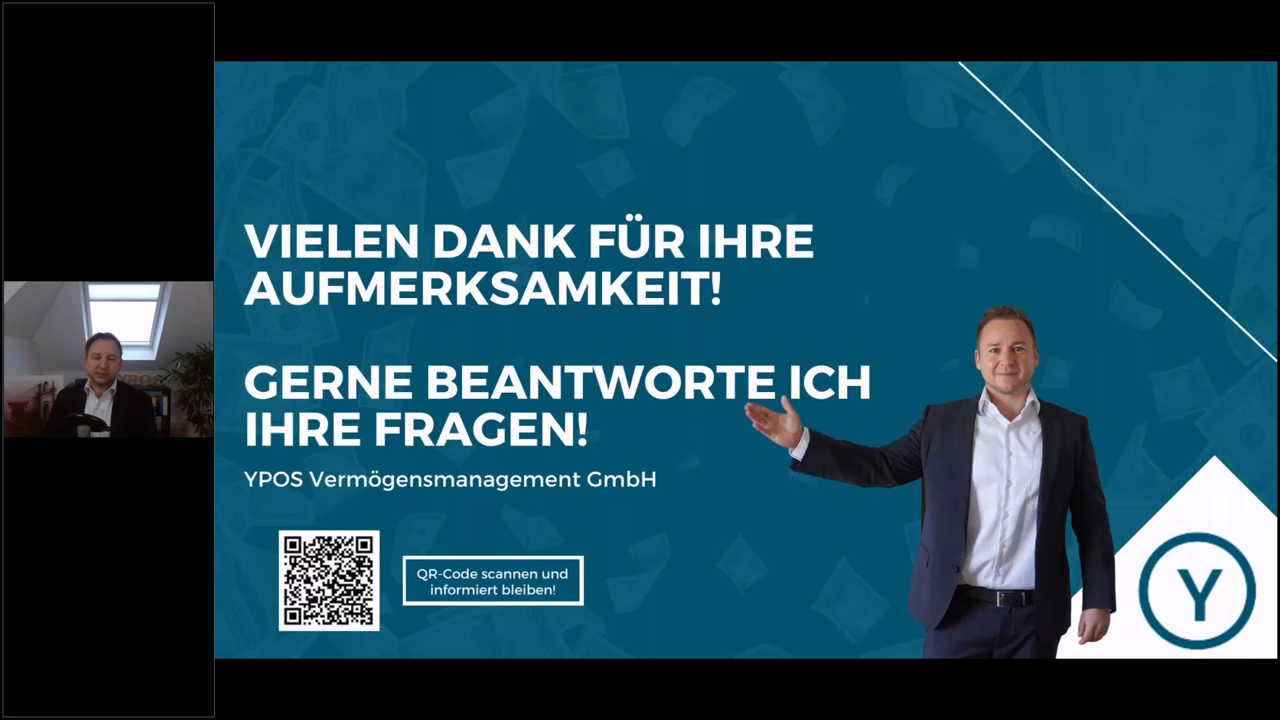 VIELEN DANK FÜR IHRE
AUFMERKSAMKEIT!
GERNE BEANTWORTE ICH
IHRE FRAGEN!
YPOS Vermögensmanagement GmbH
QR-Code scannen und
informiert bleiben!
Y